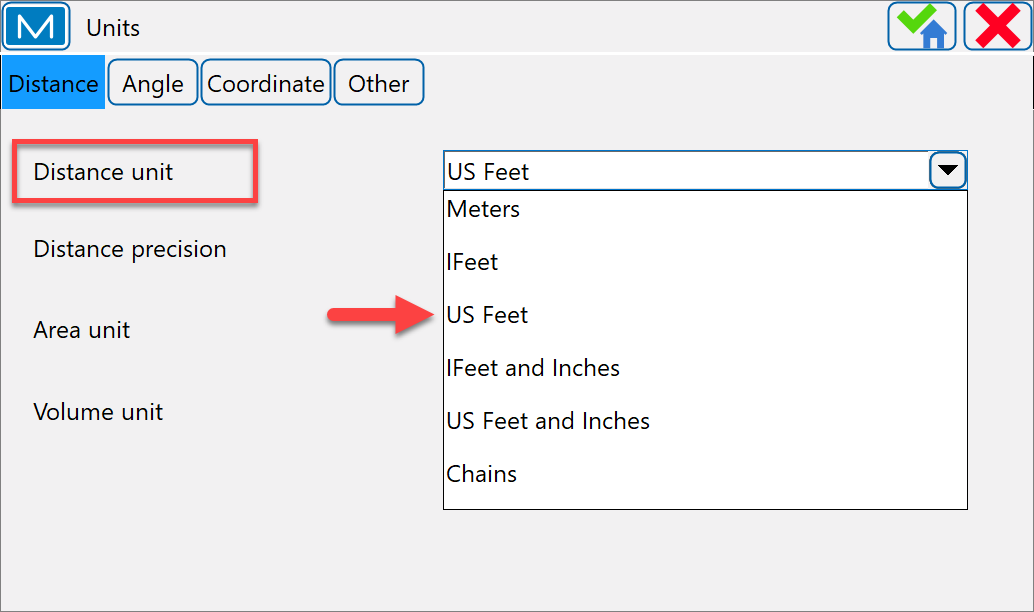 M Units
Distance Angle Coordinate Other
Distance unit US Feet
Meters
Distance precision
IFeet
US Feet
Area unit
IFeet and Inches
Volume unit
US Feet and Inches
Chains